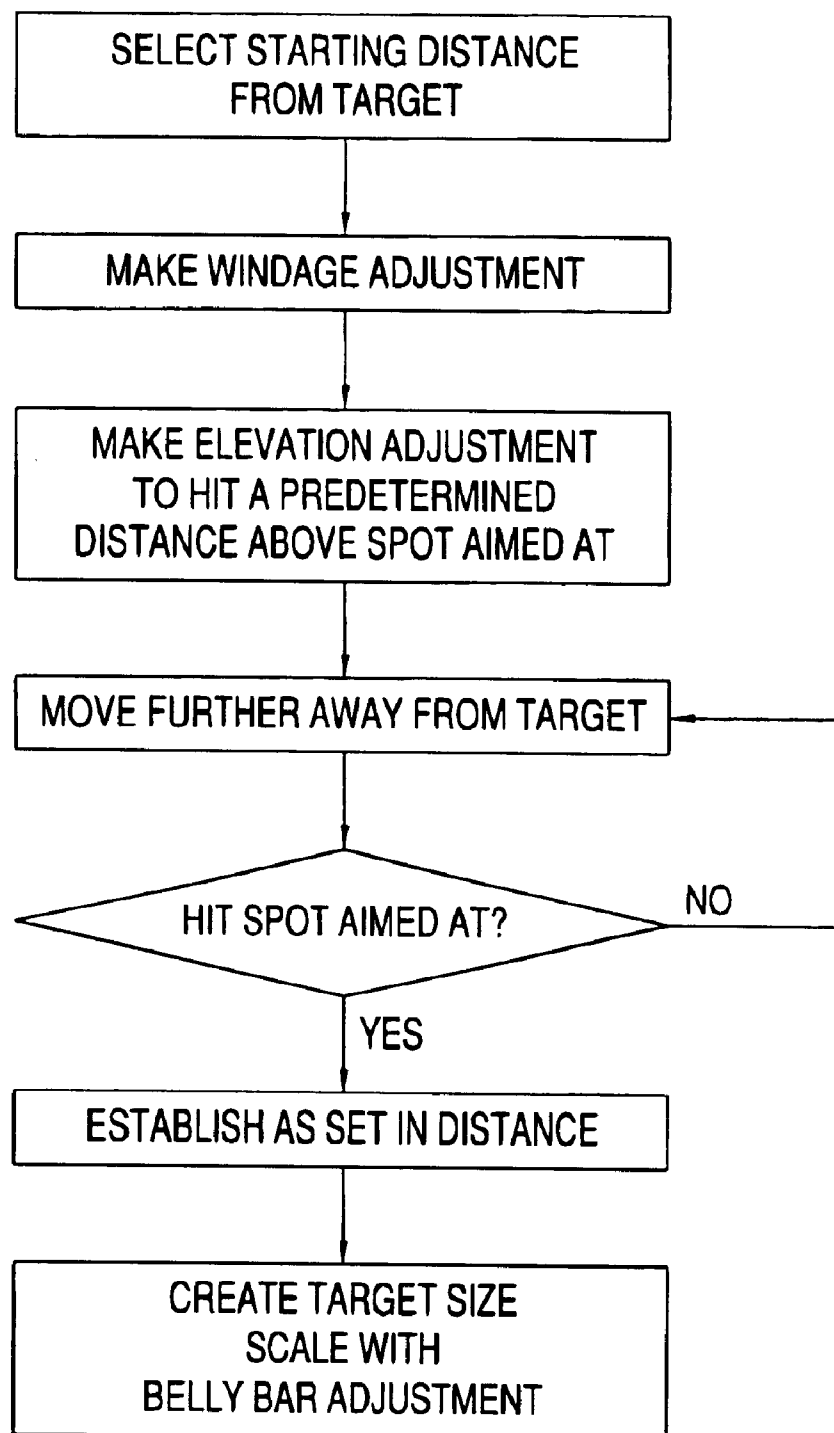 SELECT STARTING DISTANCE
FROM TARGET
MAKE WINDAGE ADJUSTMENT
MAKE ELEVATION ADJUSTMENT
TO HIT A PREDETERMINED
DISTANCE ABOVE SPOT AIMED AT
MOVE FURTHER AWAY FROM TARGET
HIT SPOT AIMED AT?
NO
YES
ESTABLISH AS SET IN DISTANCE
CREATE TARGET SIZE
SCALE WITH
BELLY BAR ADJUSTMENT